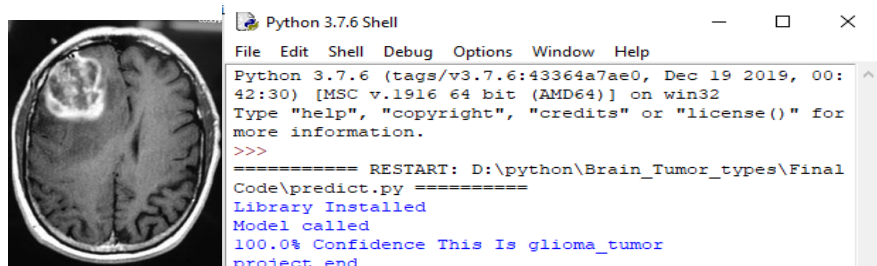 Python 3.7.6 Shell
File Edit Shell Debug Options Window Help
Python 3.7.6 (tags/v3.7.6:43364a7ae0, Dec 19 2019, 00:
42:30) [MSC v.1916 64 bit (AMD64)] on win32
Type "help", "copyright", "credits" or "license()" for
more information.
>>>
=========== RESTART: D:\python\Brain_Tumor_types\Final
Code\predict.py ==========
Library Installed
Model called
100.0% Confidence This Is glioma_tumor
project end